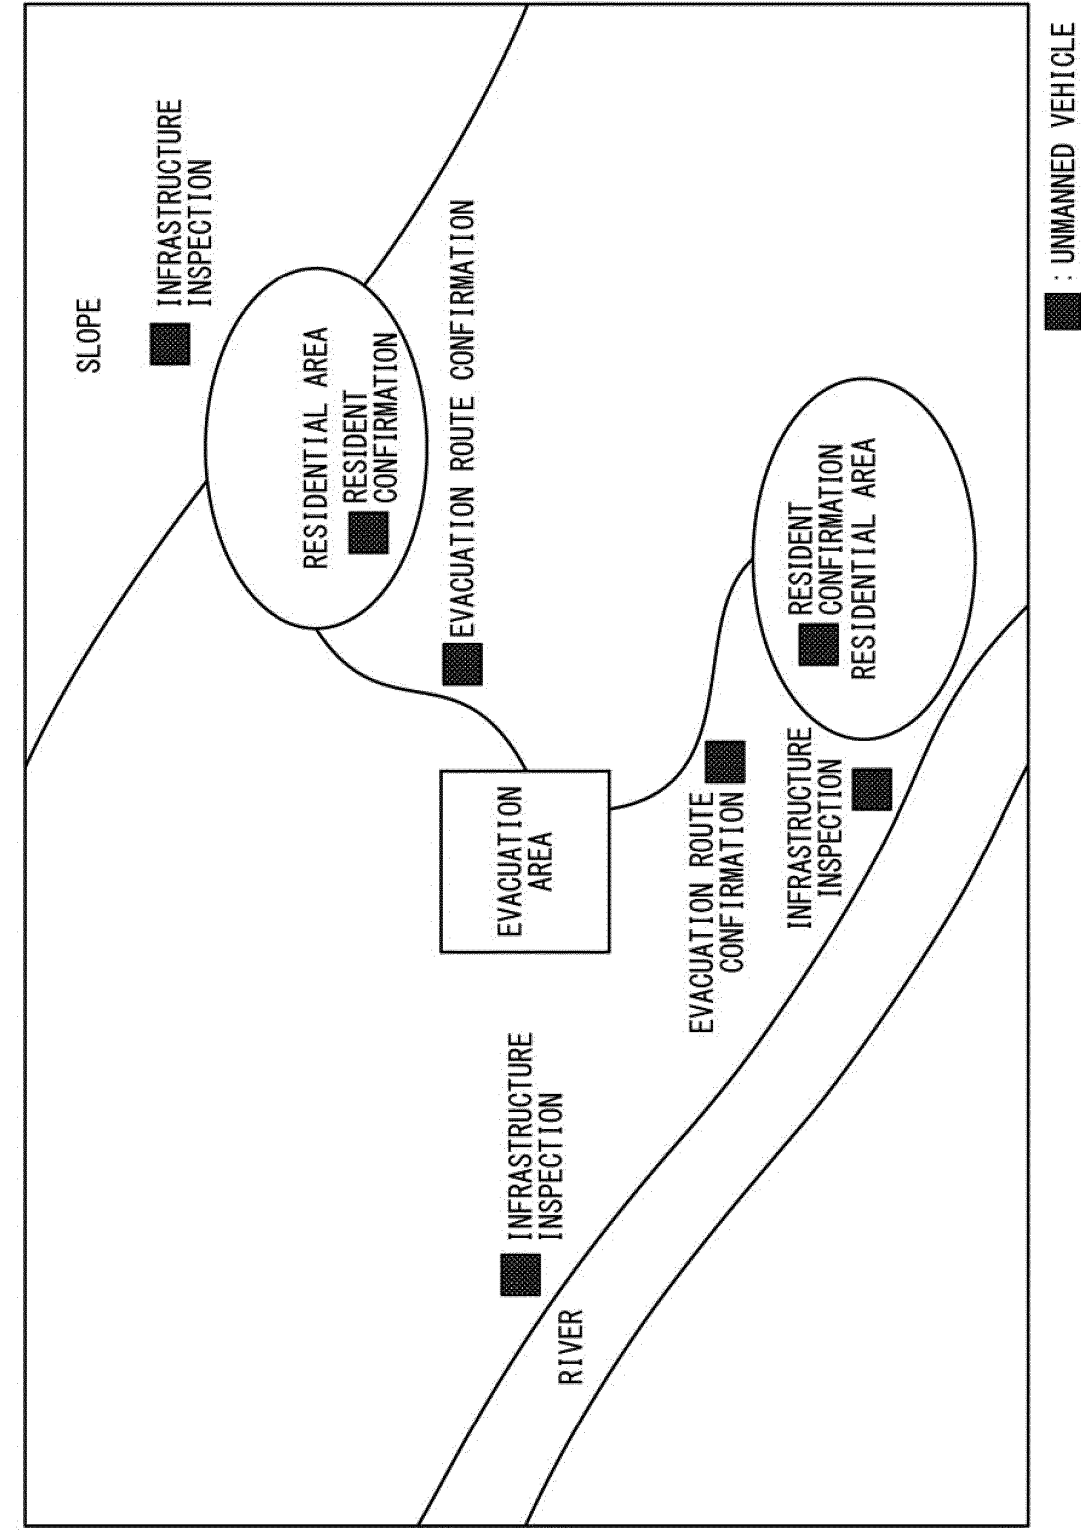 SLOPE
INFRASTRUCTURE
INSPECTION
RESIDENTIAL AREA
RESIDENT
CONFIRMATION
EVACUATION ROUTE CONFIRMATION
EVACUATION
AREA
INFRASTRUCTURE
INSPECTION
RIVER
EVACUATION ROUTE
CONFIRMATION
INFRASTRUCTURE
INSPECTION
RESIDENT
CONFIRMATION
RESIDENTIAL AREA
: UNMANNED VEHICLE